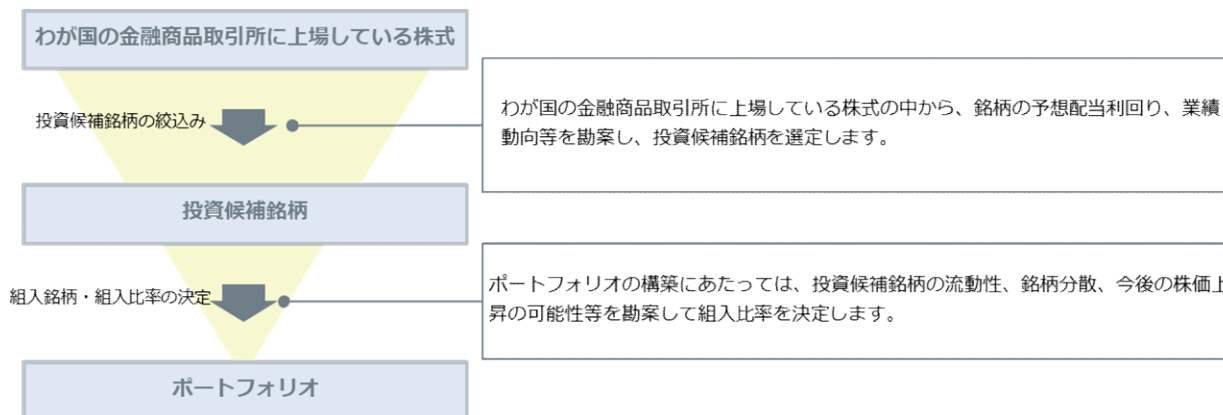 わが国の金融商品取引所に上場している株式
投資候補銘柄の絞込み
わが国の金融商品取引所に上場している株式の中から、銘柄の予想配当利回り、業績
動向等を勘案し、投資候補銘柄を選定します。
投資候補銘柄
組入銘柄・組入比率の決定
ポートフォリオの構築にあたっては、投資候補銘柄の流動性、銘柄分散、今後の株価上
昇の可能性等を勘案して組入比率を決定します。
ポートフォリオ